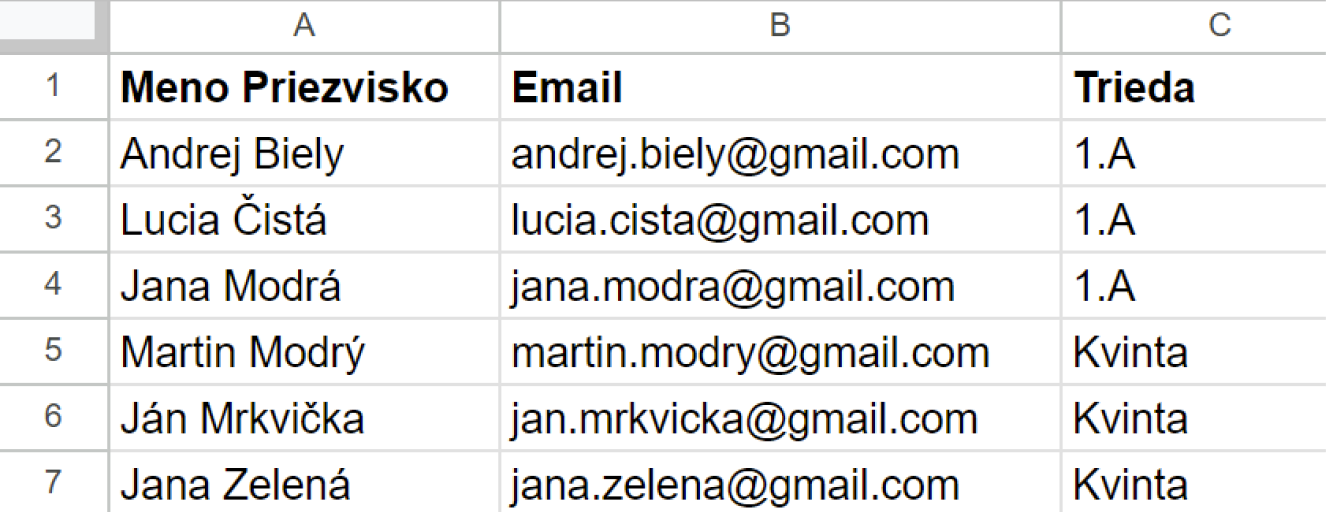 A B C
1 Meno Priezvisko Email Trieda
2 Andrej Biely andrej.biely@gmail.com 1.A
3 Lucia Čistá lucia.cista@gmail.com 1.A
4 Jana Modrá jana.modra@gmail.com 1.A
5 Martin Modrý martin.modry@gmail.com Kvinta
6 Ján Mrkvička jan.mrkvicka@gmail.com Kvinta
7 Jana Zelená jana.zelena@gmail.com Kvinta